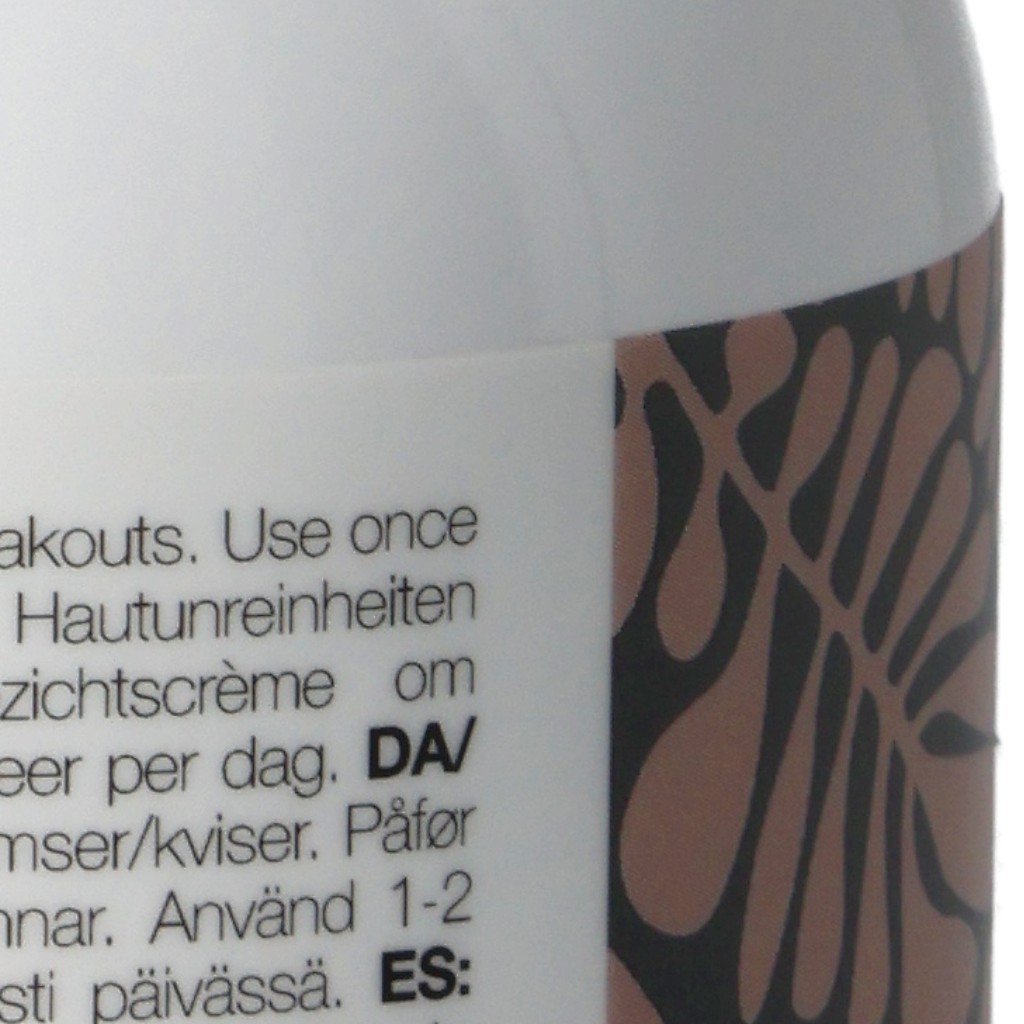 akouts. Use once
Hautunreinheiten
zichtscrème om
eer per dag. DA/
mser/kviser. Påfør
nnar. Använd 1-2
sti päivässä. ES: